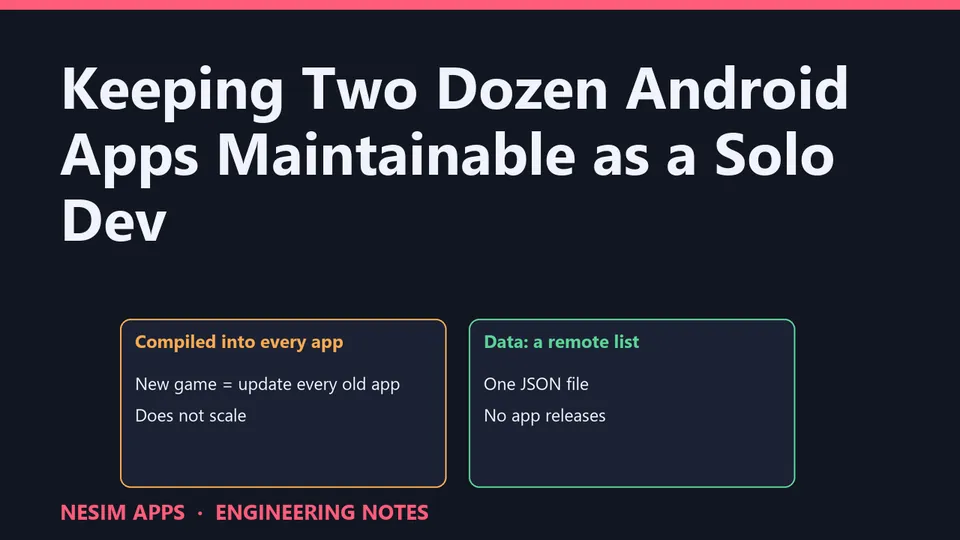 Keeping Two Dozen Android
Apps Maintainable as a Solo
Dev
Compiled into every app
New game = update every old app
Does not scale
Data: a remote list
One JSON file
No app releases
NESIM APPS · ENGINEERING NOTES